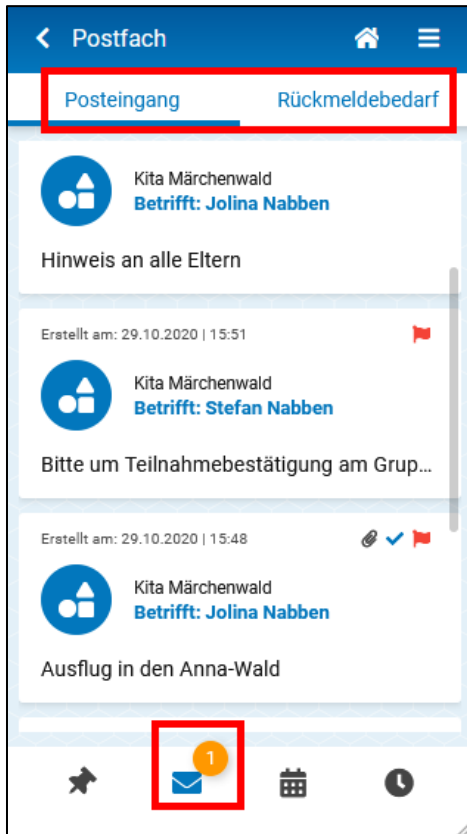 Postfach
Posteingang Rückmeldebedarf
Kita Märchenwald
Betrifft: Jolina Nabben
Hinweis an alle Eltern
Erstellt am: 29.10.2020 | 15:51
Kita Märchenwald
Betrifft: Stefan Nabben
Bitte um Teilnahmebestätigung am Grup...
Erstellt am: 29.10.2020 | 15:48
Kita Märchenwald
Betrifft: Jolina Nabben
Ausflug in den Anna-Wald
1